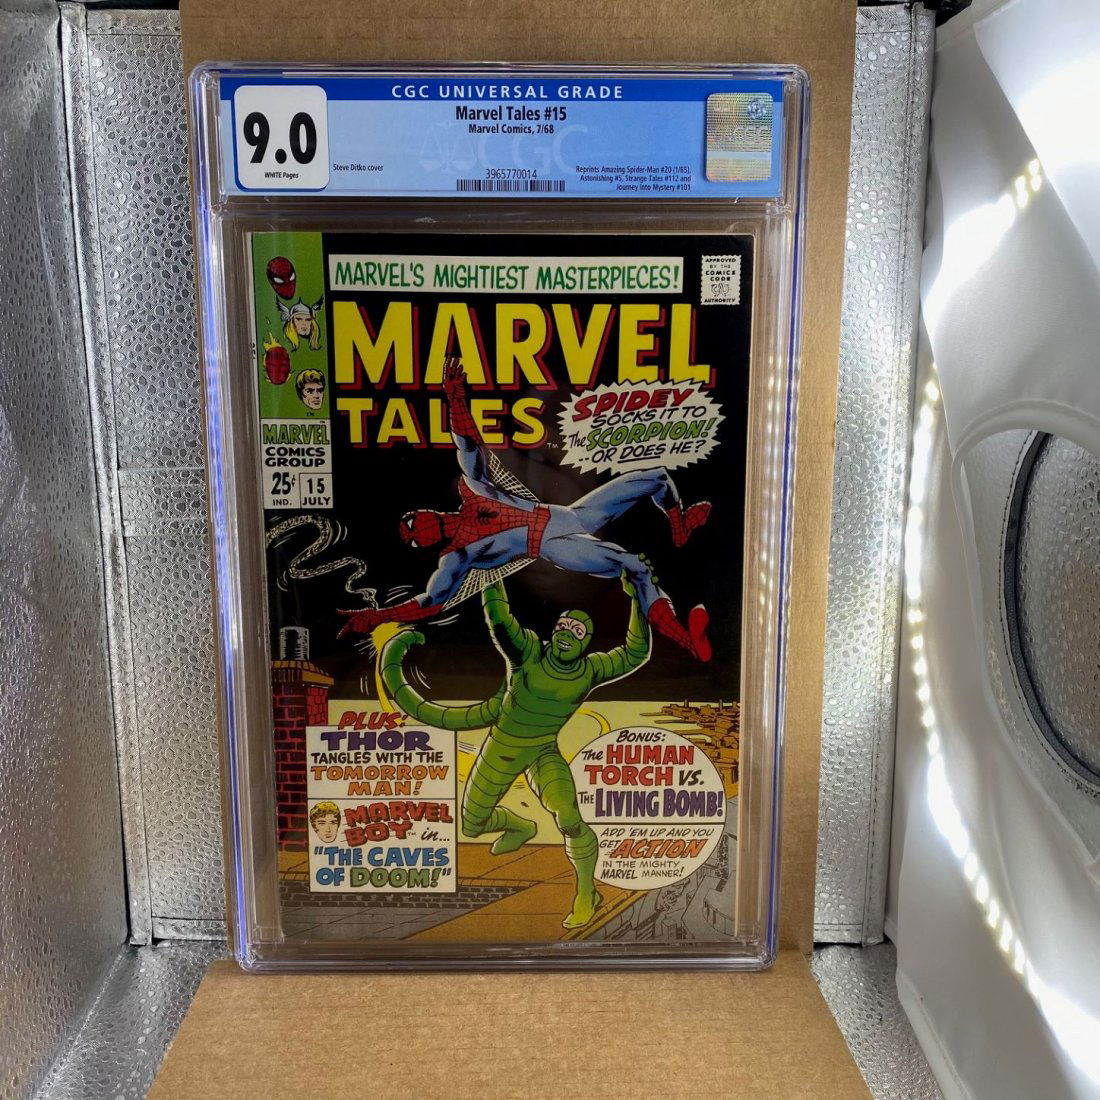 CGC UNIVERSAL GRADE
9.0
WHITE Pages
Marvel Tales #15
Marvel Comics, 7/68
Steve Ditko cover
3965770014
Reprints Amazing Spider-Man #20 (1/65),
Astonishing #5, Strange Tales #112 and
Journey Into Mystery #101
CGC
MARVEL'S MIGHTIEST MASTERPIECES!
APPROVED
BY THE
COMICS
CODE
AUTHORITY
MARVEL
TALES
TM
SPIDEY
SOCKS IT TO
The SCORPION!
...OR DOES HE?
TM
MARVEL
COMICS
GROUP
25¢
IND.
15
JULY
PLUS:
THOR
TANGLES WITH THE
TOMORROW
MAN!
MARVEL
BOY TM in...
"THE CAVES
OF DOOM!"
BONUS:
The HUMAN
TORCH VS.
The LIVING BOMB!
ADD 'EM UP AND YOU
GET ACTION
IN THE MIGHTY
MARVEL MANNER!